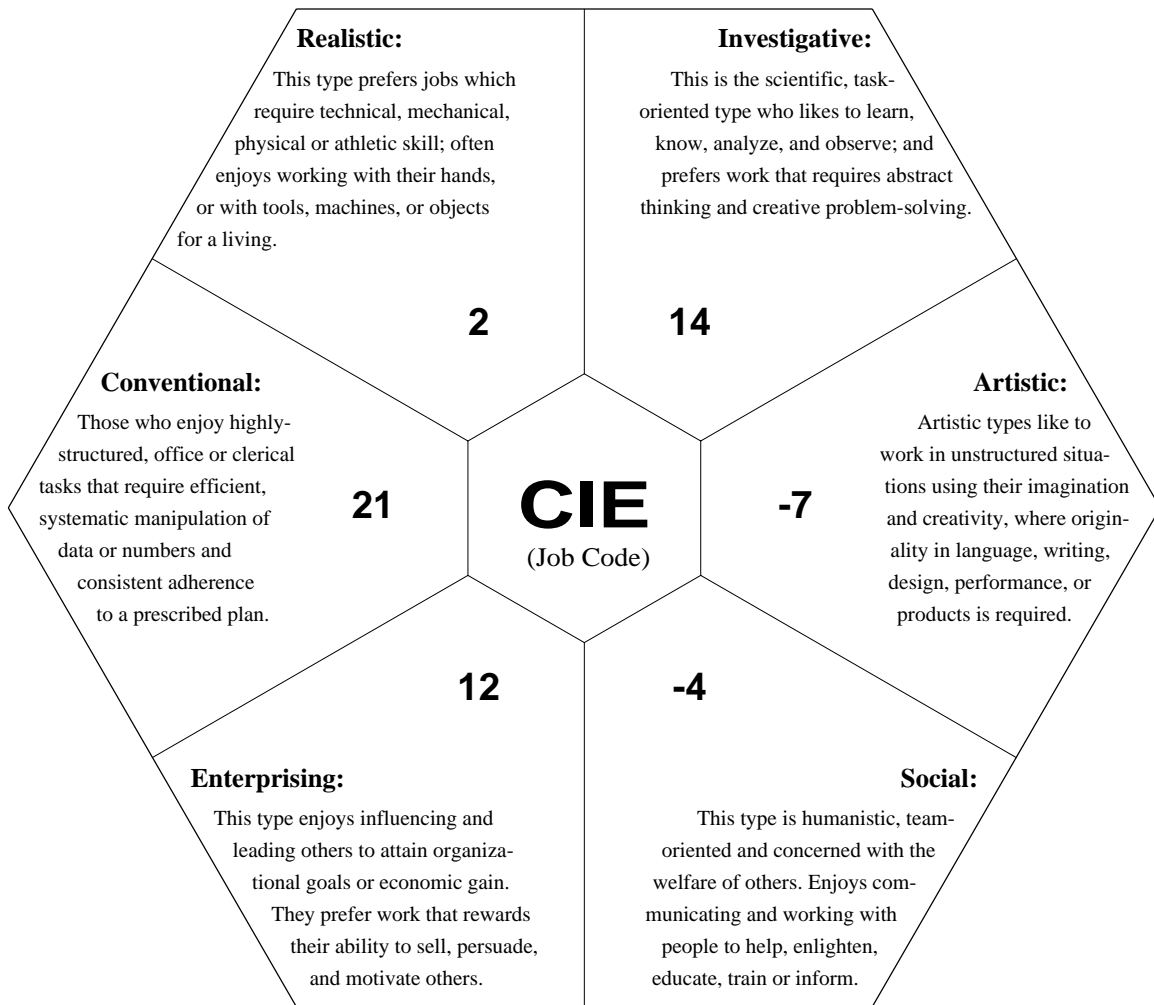 Realistic:
This type prefers jobs which
require technical, mechanical,
physical or athletic skill; often
enjoys working with their hands,
or with tools, machines, or objects
for a living.
2
Investigative:
This is the scientific, task-
oriented type who likes to learn,
know, analyze, and observe; and
prefers work that requires abstract
thinking and creative problem-solving.
14
Conventional:
Those who enjoy highly-
structured, office or clerical
tasks that require efficient,
systematic manipulation of
data or numbers and
consistent adherence
to a prescribed plan.
21
CIE
(Job Code)
Artistic:
Artistic types like to
work in unstructured situa-
tions using their imagination
and creativity, where origin-
ality in language, writing,
design, performance, or
products is required.
-7
12
Enterprising:
This type enjoys influencing and
leading others to attain organiza-
tional goals or economic gain.
They prefer work that rewards
their ability to sell, persuade,
and motivate others.
-4
Social:
This type is humanistic, team-
oriented and concerned with the
welfare of others. Enjoys com-
municating and working with
people to help, enlighten,
educate, train or inform.